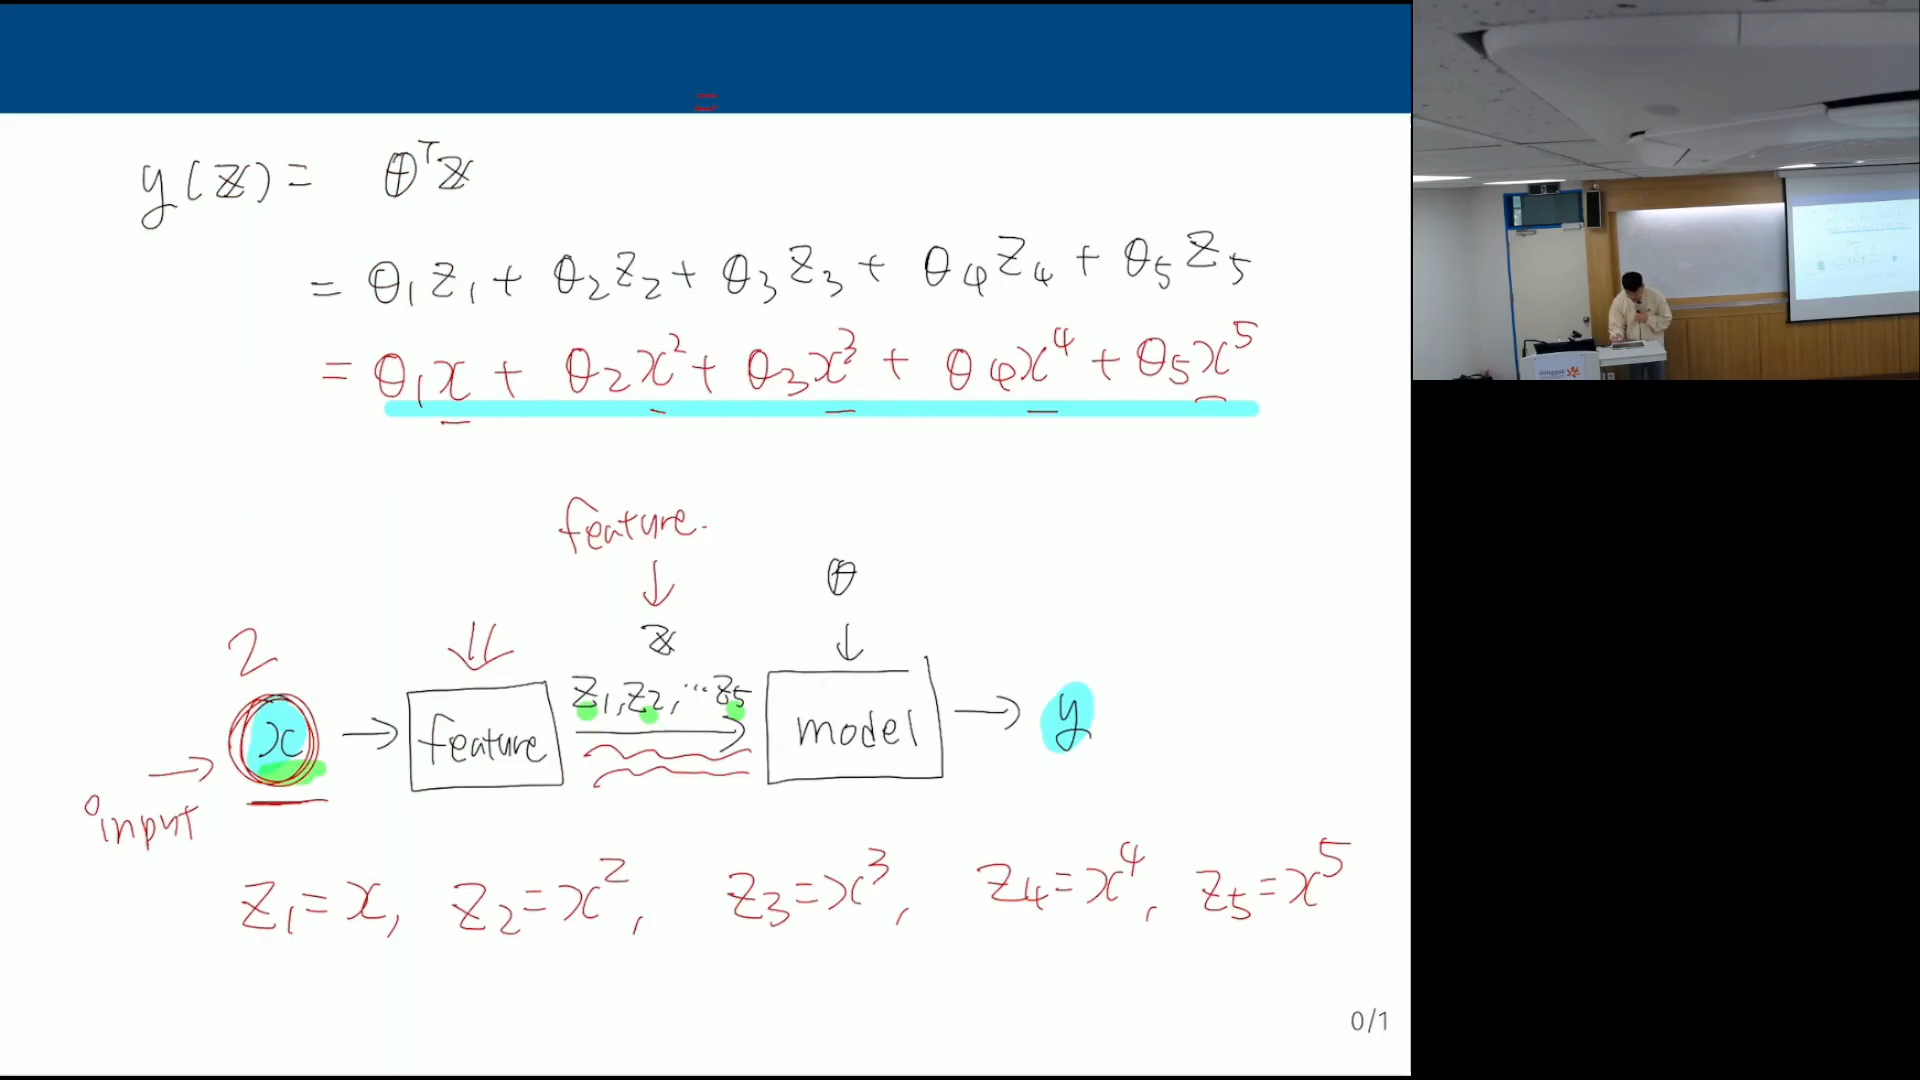 =
y(z) = θᵀz
= θ₁z₁ + θ₂z₂ + θ₃z₃ + θ₄z₄ + θ₅z₅
= θ₁x + θ₂x² + θ₃x³ + θ₄x⁴ + θ₅x⁵
feature.
↓
θ
↓
2
z
z₁, z₂, … z₅
x → feature → model → y
→
input
z₁ = x, z₂ = x², z₃ = x³, z₄ = x⁴, z₅ = x⁵
0/1
dongguk